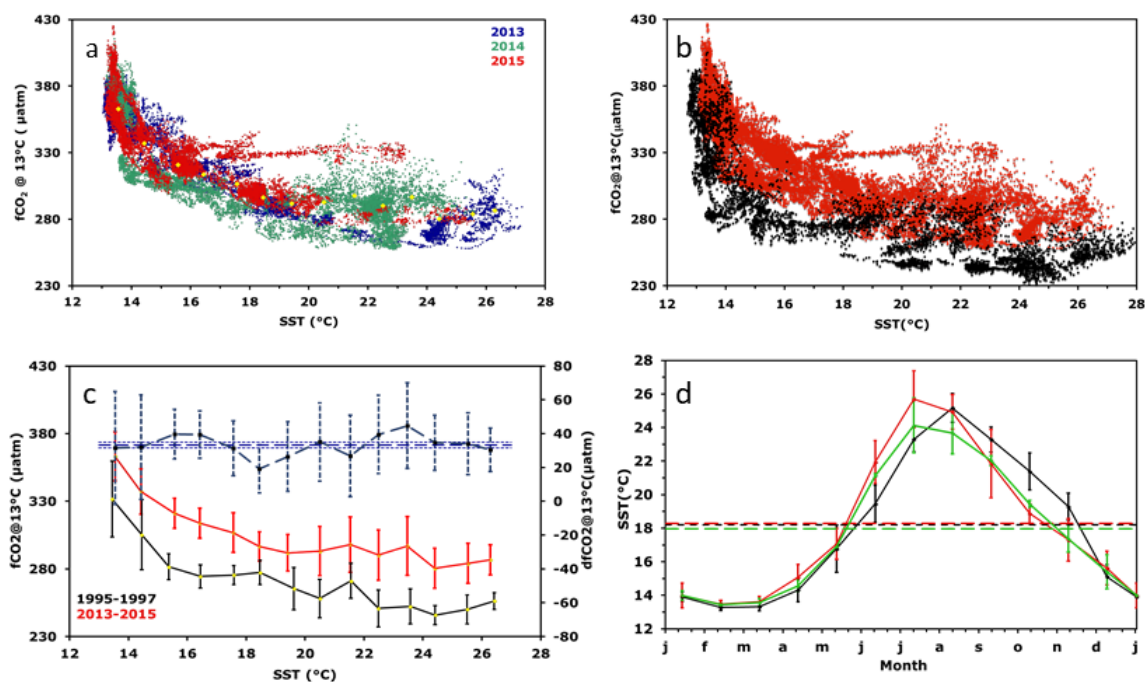 a
2013
2014
2015
430
380
330
280
230
fCO₂ @ 13°C ( µatm)
12 14 16 18 20 22 24 26 28
SST (°C)
b
430
380
330
280
230
fCO₂@13°C(µatm)
12 14 16 18 20 22 24 26 28
SST(°C)
c
430
380
330
280
230
fCO2@13°C (µatm)
80
60
40
20
0
-20
-40
-60
-80
dfCO2@13°C(µatm)
1995-1997
2013-2015
12 14 16 18 20 22 24 26 28
SST (°C)
d
28
26
24
22
20
18
16
14
12
SST(°C)
j f m a m j j a s o n d j
Month